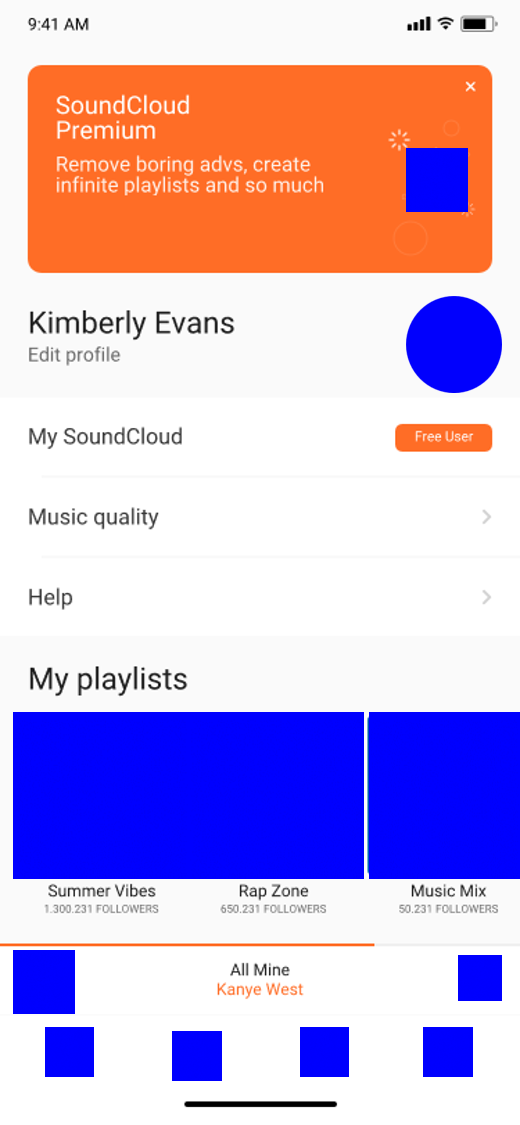 9:41 AM
SoundCloud
Premium
Remove boring advs, create
infinite playlists and so much
Kimberly Evans
Edit profile
My SoundCloud
Free User
Music quality
Help
My playlists
Summer Vibes
1.300.231 FOLLOWERS
Rap Zone
650.231 FOLLOWERS
Music Mix
50.231 FOLLOWERS
All Mine
Kanye West